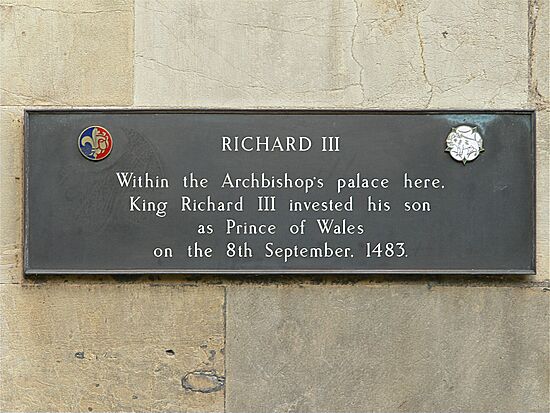 RICHARD III
Within the Archbishop's palace here,
King Richard III invested his son
as Prince of Wales
on the 8th September, 1483.